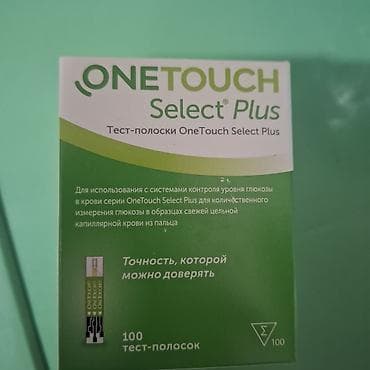 ONETOUCH
Select® Plus
Тест-полоски OneTouch Select Plus
Для использования с системами контроля уровня глюкозы
в крови серии OneTouch Select Plus для количественного
измерения глюкозы в образцах свежей цельной
капиллярной крови из пальца
Точность, которой
можно доверять
100
тест-полосок
Σ 100